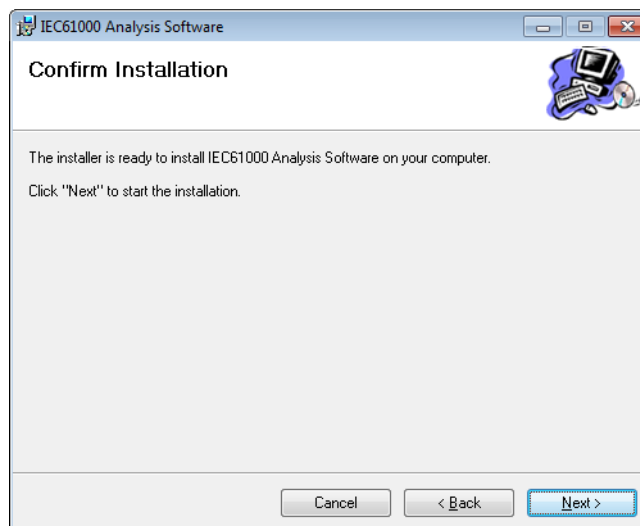 IEC61000 Analysis Software
Confirm Installation
The installer is ready to install IEC61000 Analysis Software on your computer.
Click "Next" to start the installation.
Cancel
< Back
Next >